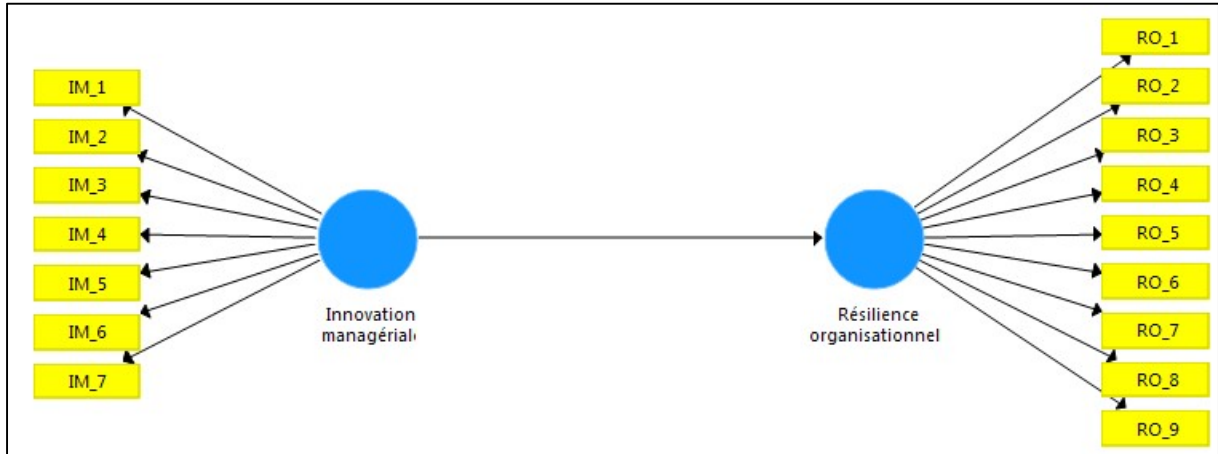 IM_1
IM_2
IM_3
IM_4
IM_5
IM_6
IM_7
Innovation
managériale
Résilience
organisationnel
RO_1
RO_2
RO_3
RO_4
RO_5
RO_6
RO_7
RO_8
RO_9